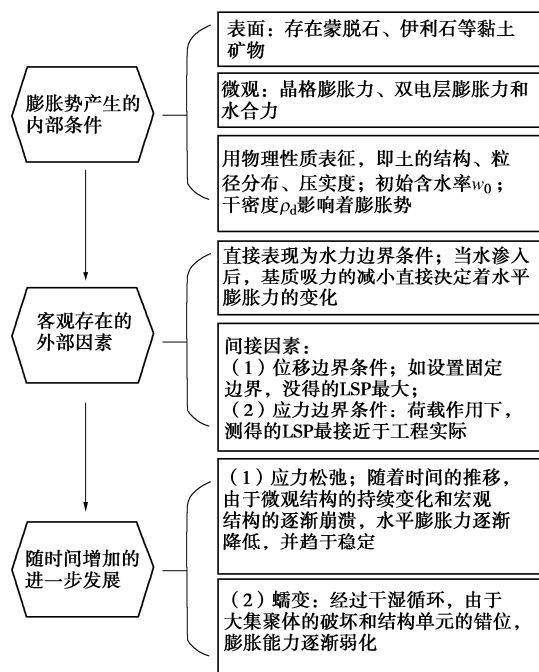 表面：存在蒙脱石、伊利石等黏土
矿物
膨胀势产生的
内部条件
微观：晶格膨胀力、双电层膨胀力和
水合力
用物理性质表征，即土的结构、粒
径分布、压实度；初始含水率w₀；
干密度ρd影响着膨胀势
客观存在的
外部因素
直接表现为水力边界条件；当水渗入
后，基质吸力的减小直接决定着水平
膨胀力的变化
间接因素：
（1）位移边界条件；如设置固定
边界，没得的LSP最大；
（2）应力边界条件：荷载作用下，
测得的LSP最接近于工程实际
随时间增加的
进一步发展
（1）应力松弛；随着时间的推移，
由于微观结构的持续变化和宏观
结构的逐渐崩溃，水平膨胀力逐渐
降低，并趋于稳定
（2）蠕变：经过干湿循环，由于
大集聚体的破坏和结构单元的错位，
膨胀能力逐渐弱化